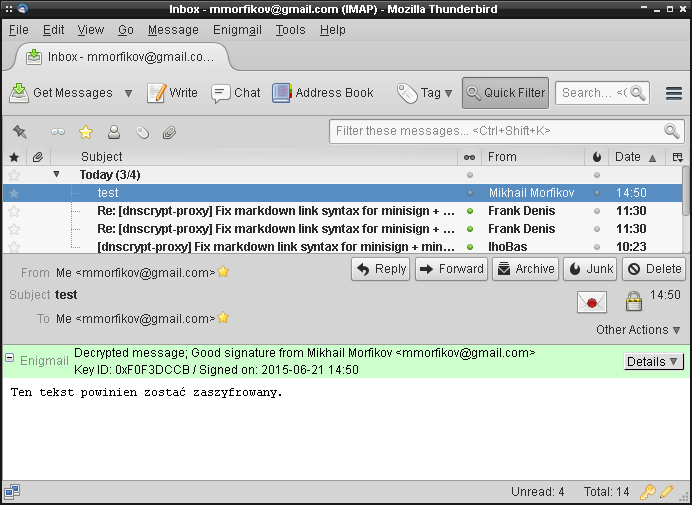 Inbox - mmorfikov@gmail.com (IMAP) - Mozilla Thunderbird
File Edit View Go Message Enigmail Tools Help
Inbox - mmorfikov@gmail.co…
Get Messages Write Chat Address Book Tag Quick Filter Search... <C
Filter these messages... <Ctrl+Shift+K>
Subject From Date
Today (3/4)
test Mikhail Morfikov 14:50
Re: [dnscrypt-proxy] Fix markdown link syntax for minisign + … Frank Denis 11:30
Re: [dnscrypt-proxy] Fix markdown link syntax for minisign + … Frank Denis 11:30
[dnscrypt-proxy] Fix markdown link syntax for minisign + min… IhoBas 10:23
From Me <mmorfikov@gmail.com> Reply Forward Archive Junk Delete
Subject test 14:50
To Me <mmorfikov@gmail.com>
Other Actions
Enigmail Decrypted message; Good signature from Mikhail Morfikov <mmorfikov@gmail.com> Details
Key ID: 0xF0F3DCCB / Signed on: 2015-06-21 14:50
Ten tekst powinien zostać zaszyfrowany.
Unread: 4 Total: 14